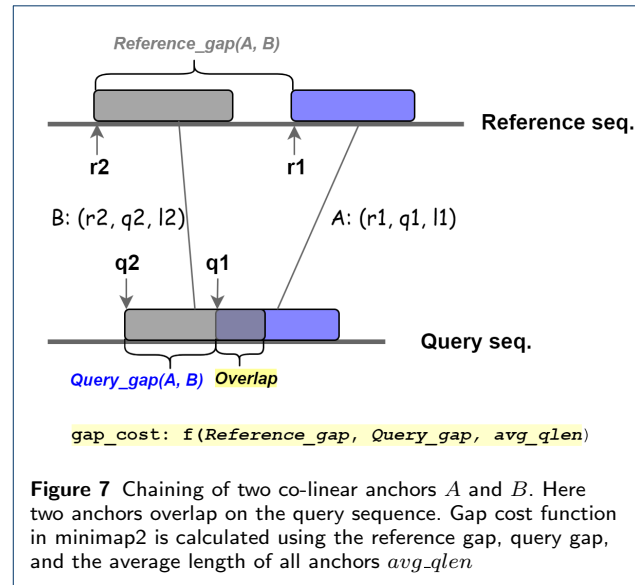 Reference_gap(A, B)
Reference seq.
r2
r1
B: (r2, q2, l2)
A: (r1, q1, l1)
q2
q1
Query seq.
Query_gap(A, B)
Overlap
gap_cost: f(Reference_gap, Query_gap, avg_qlen)
Figure 7 Chaining of two co-linear anchors A and B. Here
two anchors overlap on the query sequence. Gap cost function
in minimap2 is calculated using the reference gap, query gap,
and the average length of all anchors avg_qlen